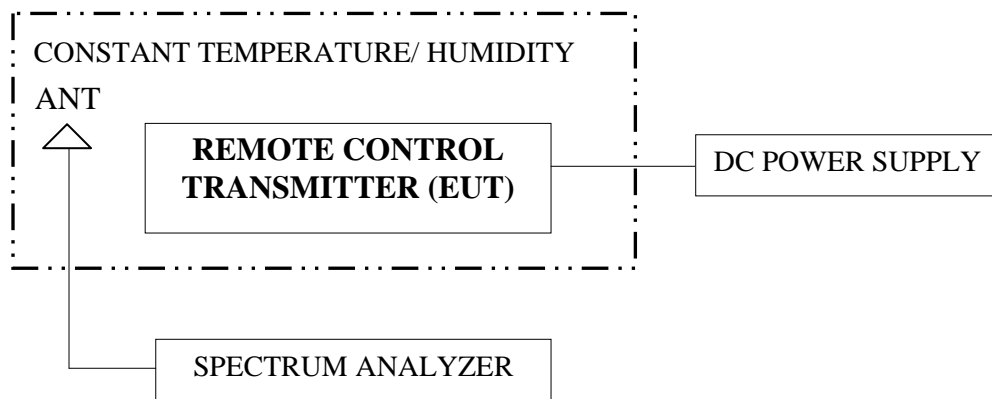 CONSTANT TEMPERATURE/ HUMIDITY
ANT
REMOTE CONTROL
TRANSMITTER (EUT)
DC POWER SUPPLY
SPECTRUM ANALYZER